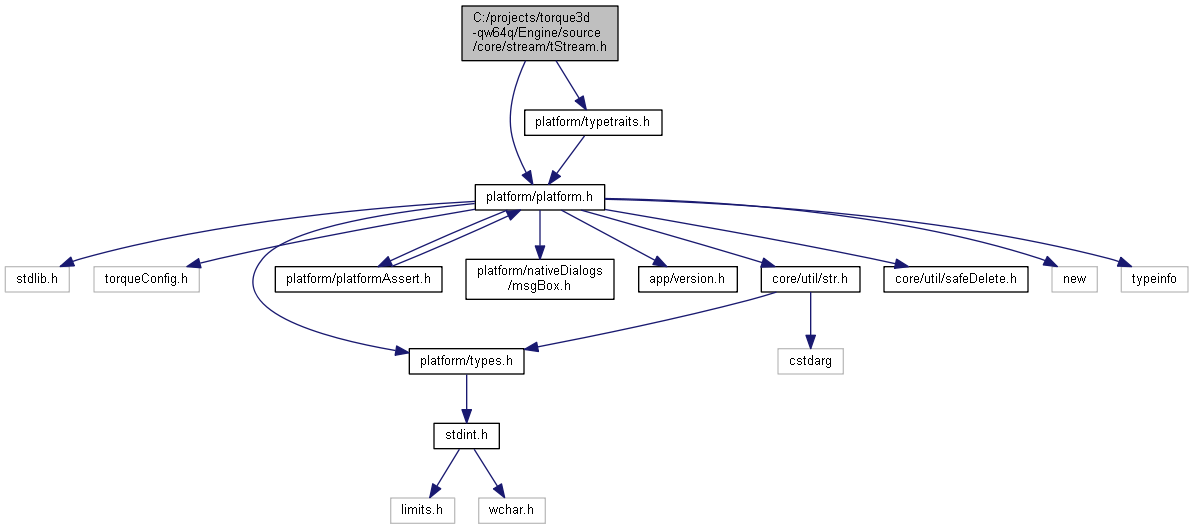 C:/projects/torque3d
-qw64q/Engine/source
/core/stream/tStream.h
platform/typetraits.h
platform/platform.h
stdlib.h
torqueConfig.h
platform/platformAssert.h
platform/nativeDialogs
/msgBox.h
app/version.h
core/util/str.h
core/util/safeDelete.h
new
typeinfo
platform/types.h
cstdarg
stdint.h
limits.h
wchar.h